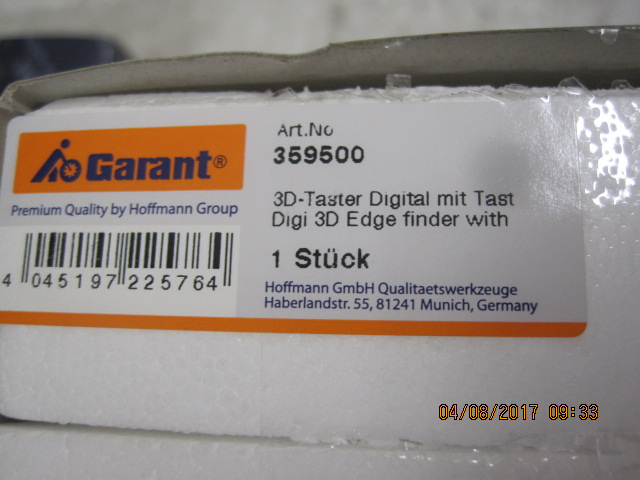 Garant®
Premium Quality by Hoffmann Group
Art.No
359500
3D-Taster Digital mit Tast
Digi 3D Edge finder with
1 Stück
4 045197 225764
Hoffmann GmbH Qualitaetswerkzeuge
Haberlandstr. 55, 81241 Munich, Germany
04/08/2017 09:33